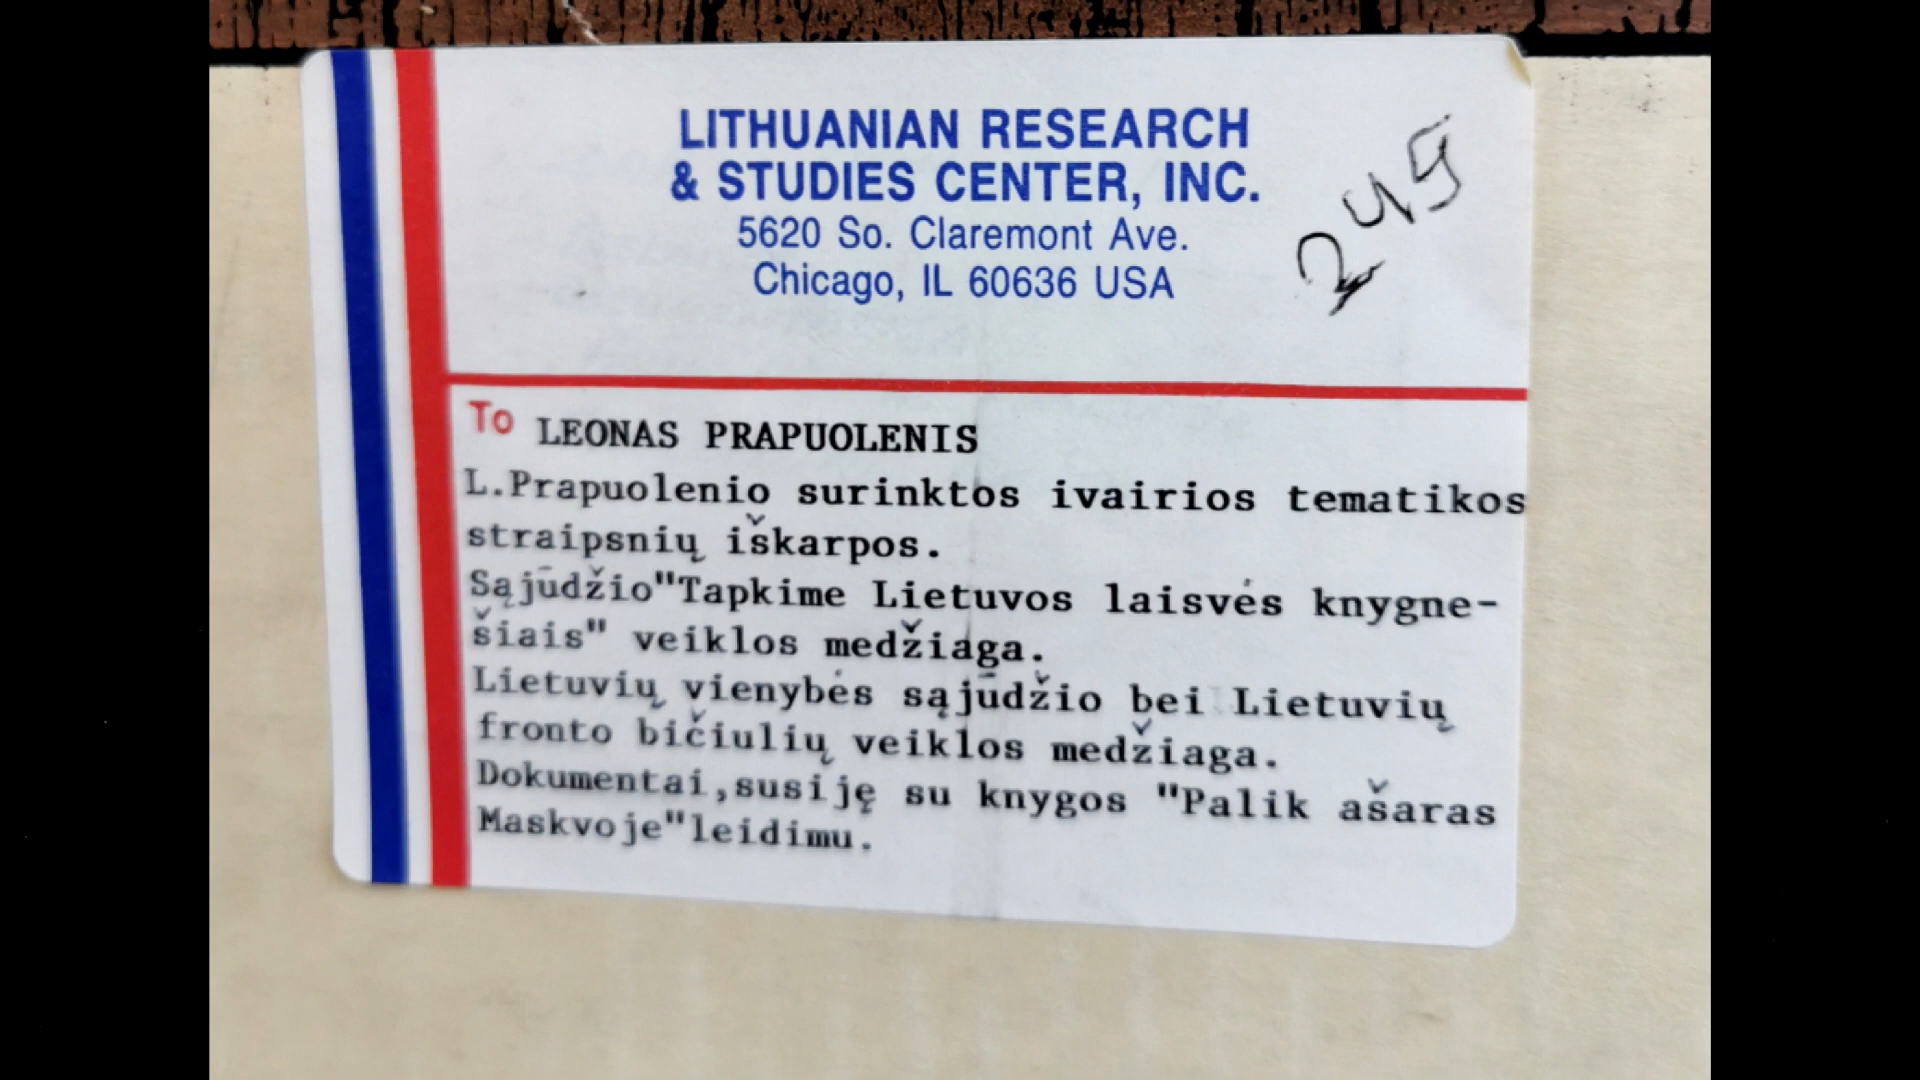 LITHUANIAN RESEARCH
& STUDIES CENTER, INC.
5620 So. Claremont Ave.
Chicago, IL 60636 USA
245
To LEONAS PRAPUOLENIS
L.Prapuolenio surinktos ivairios tematikos
straipsnių iškarpos.
Sąjūdžio"Tapkime Lietuvos laisvės knygne-
šiais" veiklos medžiaga.
Lietuvių vienybės sąjūdžio bei Lietuvių
fronto bičiulių veiklos medžiaga.
Dokumentai,susiję su knygos "Palik ašaras
Maskvoje"leidimu.